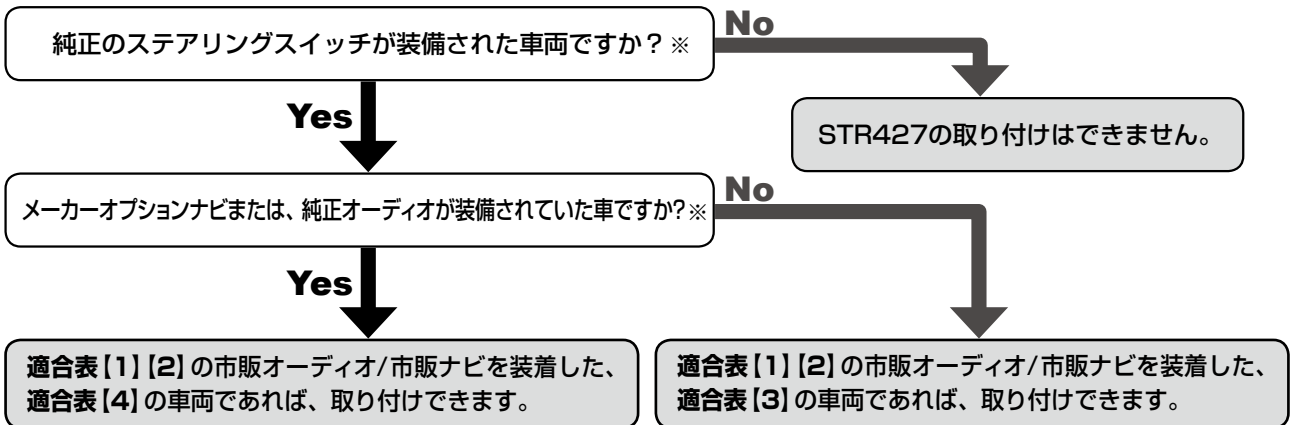 純正のステアリングスイッチが装備された車両ですか？※
No
Yes
STR427の取り付けはできません。
メーカーオプションナビまたは、純正オーディオが装備されていた車ですか?※
No
Yes
適合表【1】【2】の市販オーディオ/市販ナビを装着した、
適合表【4】の車両であれば、取り付けできます。
適合表【1】【2】の市販オーディオ/市販ナビを装着した、
適合表【3】の車両であれば、取り付けできます。